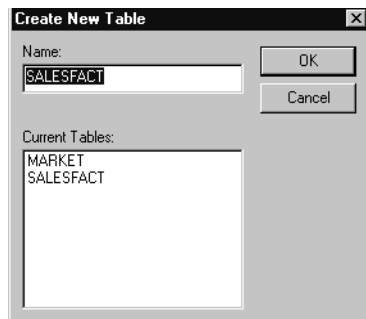 Create New Table
Name:
OK
SALESFACT
Cancel
Current Tables:
MARKET
SALESFACT